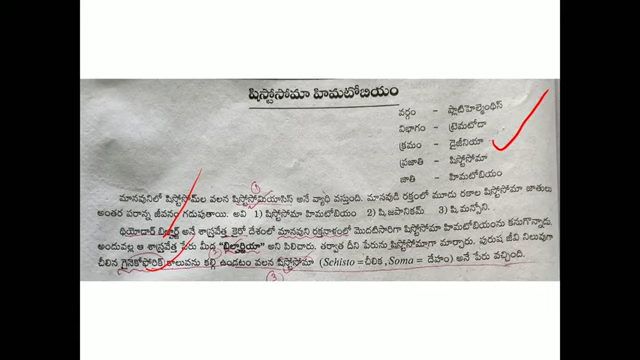 షిస్టోసోమా హిమటోబియం
వర్గం – ప్లాటిహెల్మెంథిస్
విభాగం – ట్రెమటోడా
క్రమం – డైజీనియా
ప్రజాతి – షిస్టోసోమా
జాతి – హిమటోబియం
మానవునిలో షిస్టోసోమ్‌ల వలన షిస్టోసోమియాసిస్ అనే వ్యాధి వస్తుంది. మానవుడి రక్తంలో మూడు రకాల షిస్టోసోమా జాతులు
అంతర పరాన్న జీవనం గడుపుతాయి. అవి 1) షిస్టోసోమా హిమటోబియం 2) షి.జపానికమ్ 3) షి.మన్సోని.
థియోడర్ బిల్హార్జ్ అనే శాస్త్రవేత్త కైరో దేశంలో మానవుని రక్తనాళంలో మొదటిసారిగా షిస్టోసోమా హిమటోబియంను కనుగొన్నాడు.
అందువల్ల ఆ శాస్త్రవేత్త పేరు మీద "బిల్హార్జియా" అని పిలిచారు. తర్వాత దీని పేరును షిస్టోసోమాగా మార్చారు. పురుష జీవి నిలువుగా
చీలిన గైనెకోఫోరిక్ కాలువను కల్గి ఉండటం వలన షిస్టోసోమా (Schisto = చీలిక, Soma = దేహం) అనే పేరు వచ్చింది.